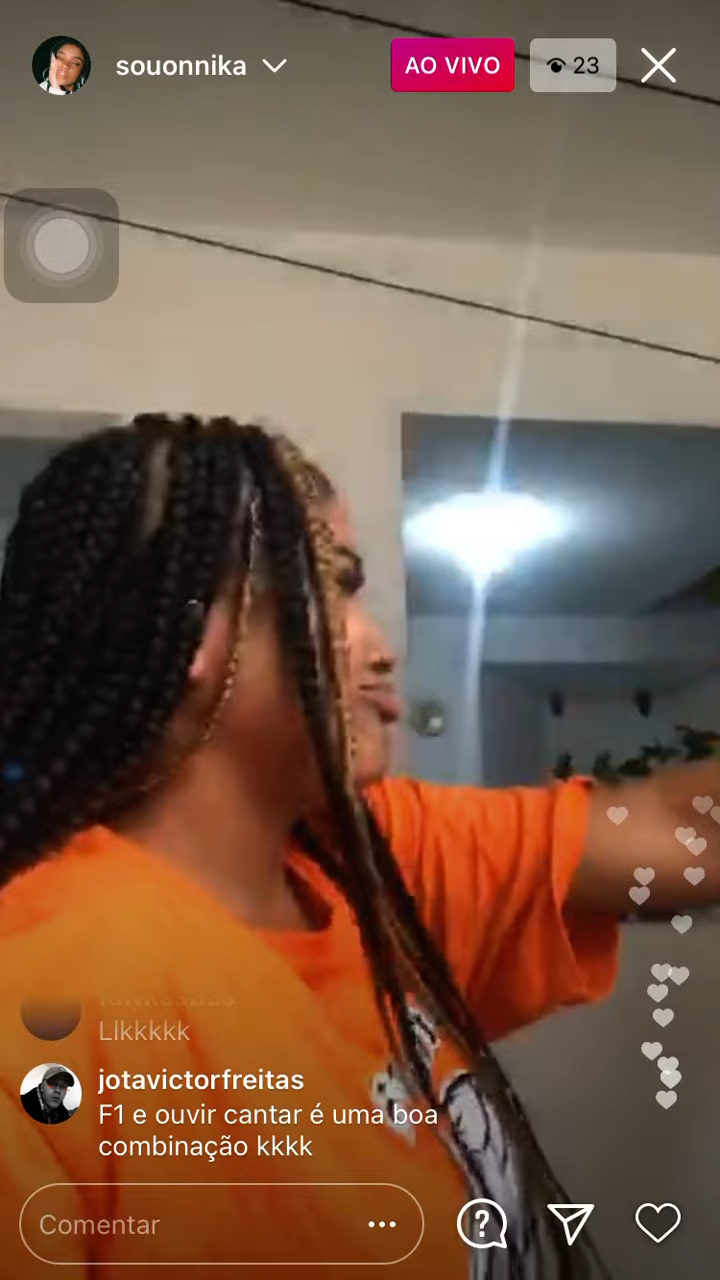 souonnika
AO VIVO
23
Llkkkkk
jotavictorfreitas
F1 e ouvir cantar é uma boa
combinação kkkk
Comentar